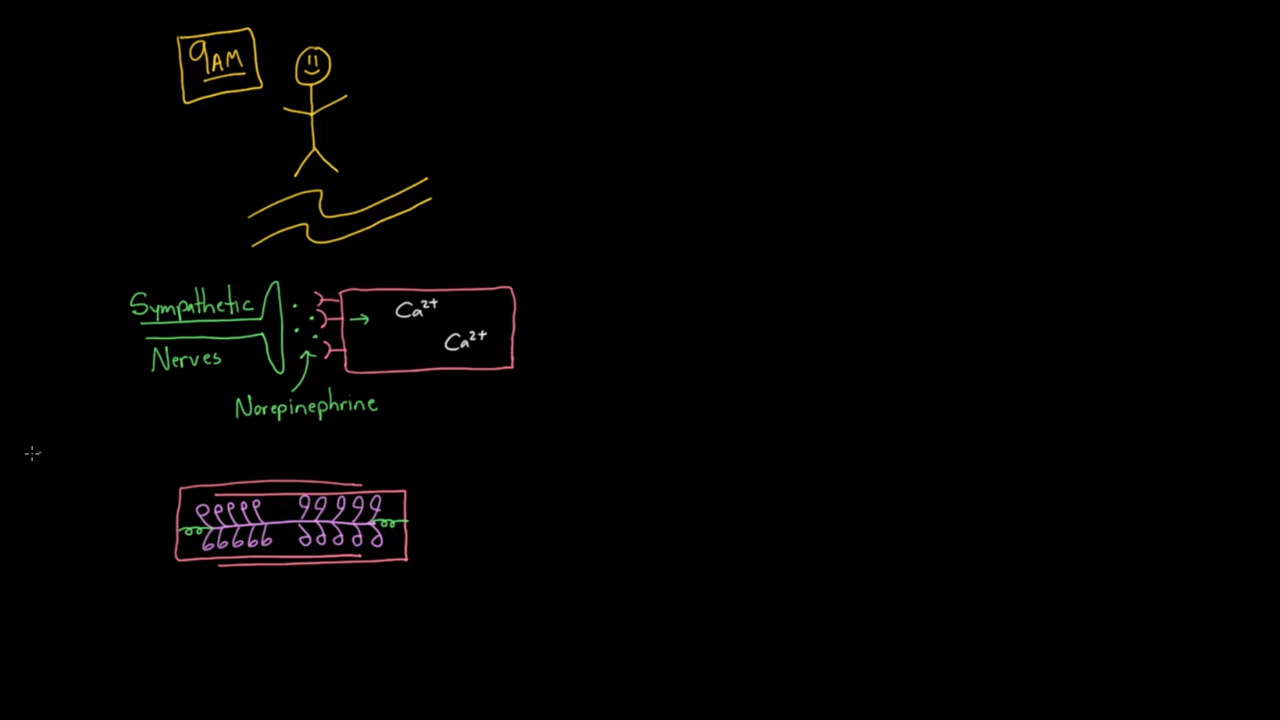 9AM
Sympathetic
Nerves
Ca²⁺
Ca²⁺
Norepinephrine